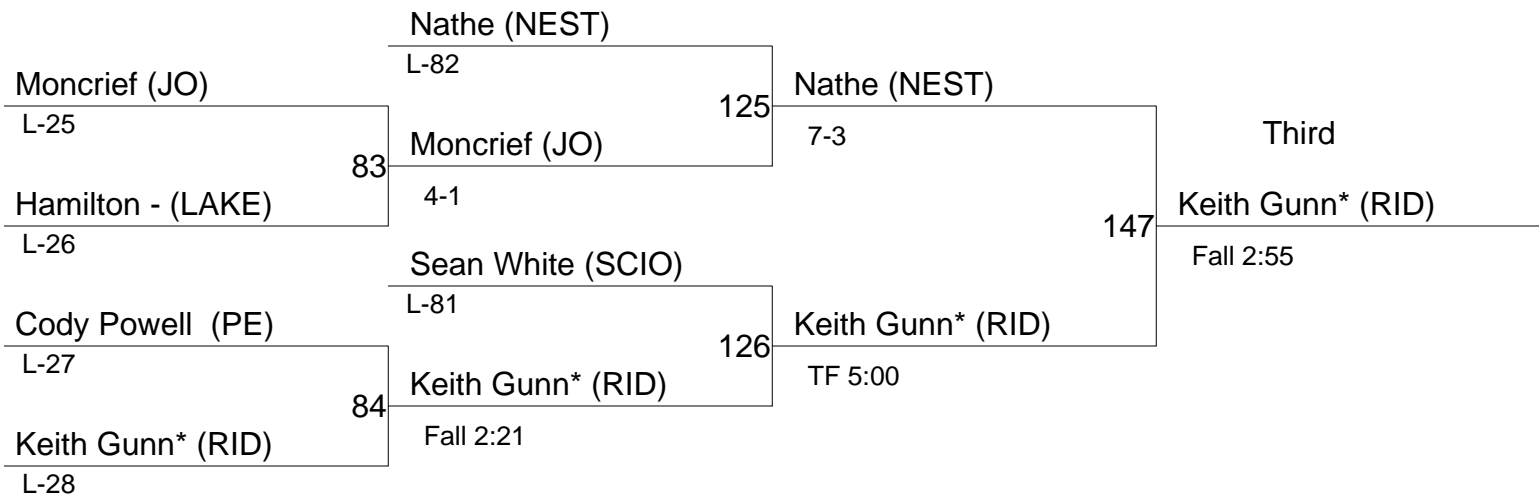 Nathe (NEST)
L-82
Moncrief (JO)
L-25
125
Nathe (NEST)
7-3
Third
83
Moncrief (JO)
4-1
Hamilton - (LAKE)
L-26
147
Keith Gunn* (RID)
Fall 2:55
Sean White (SCIO)
L-81
Cody Powell  (PE)
L-27
126
Keith Gunn* (RID)
TF 5:00
84
Keith Gunn* (RID)
Fall 2:21
Keith Gunn* (RID)
L-28